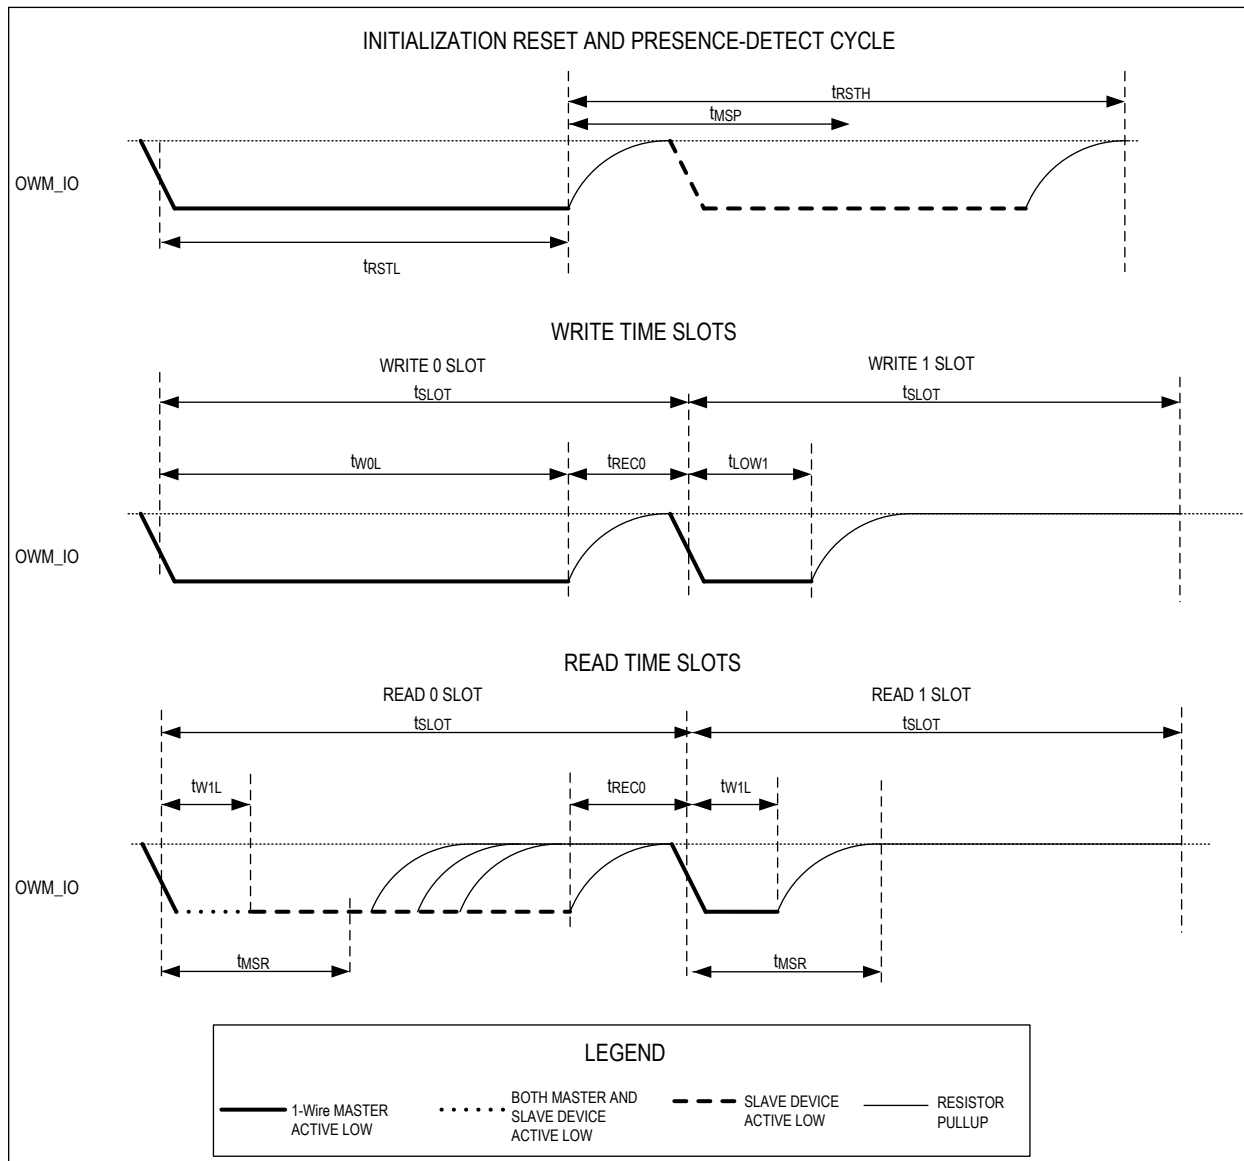 INITIALIZATION RESET AND PRESENCE-DETECT CYCLE
tRSTH
tMSP
OWM_IO
tRSTL
WRITE TIME SLOTS
WRITE 0 SLOT
WRITE 1 SLOT
tSLOT
tSLOT
tW0L
tREC0
tLOW1
OWM_IO
READ TIME SLOTS
READ 0 SLOT
READ 1 SLOT
tSLOT
tSLOT
tW1L
tREC0
tW1L
OWM_IO
tMSR
tMSR
LEGEND
1-Wire MASTER
ACTIVE LOW
BOTH MASTER AND
SLAVE DEVICE
ACTIVE LOW
SLAVE DEVICE
ACTIVE LOW
RESISTOR
PULLUP